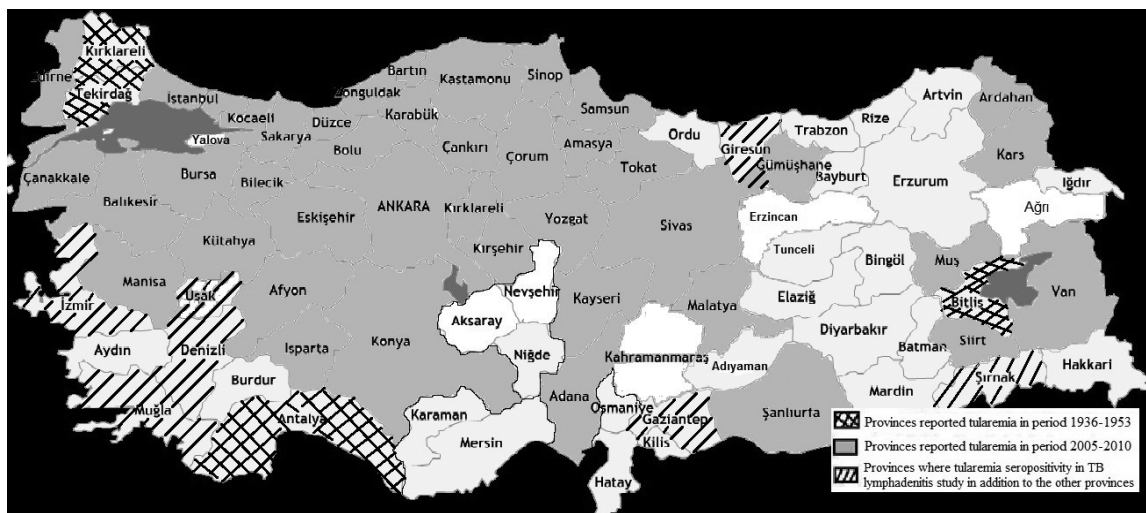 Kırklareli
Edirne
Tekirdağ
İstanbul
Kocaeli
Yalova
Sakarya
Düzce
Zonguldak
Bartın
Karabük
Kastamonu
Sinop
Samsun
Ordu
Giresun
Trabzon
Rize
Artvin
Ardahan
Kars
Iğdır
Ağrı
Erzurum
Bayburt
Gümüşhane
Erzincan
Tunceli
Bingöl
Muş
Bitlis
Van
Çanakkale
Balıkesir
Bursa
Bilecik
Bolu
Çankırı
Çorum
Amasya
Tokat
Sivas
Yozgat
Kırklareli
ANKARA
Eskişehir
Kütahya
Kırşehir
Manisa
Uşak
Afyon
İzmir
Aydın
Denizli
Isparta
Burdur
Muğla
Antalya
Konya
Aksaray
Nevşehir
Niğde
Kayseri
Malatya
Elaziğ
Diyarbakır
Batman
Siirt
Şırnak
Hakkari
Mardin
Şanlıurfa
Adıyaman
Kahramanmaraş
Adana
Osmaniye
Gaziantep
Kilis
Hatay
Karaman
Mersin
Provinces reported tularemia in period 1936-1953
Provinces reported tularemia in period 2005-2010
Provinces where tularemia seropositivity in TB
lymphadenitis study in addition to the other provinces